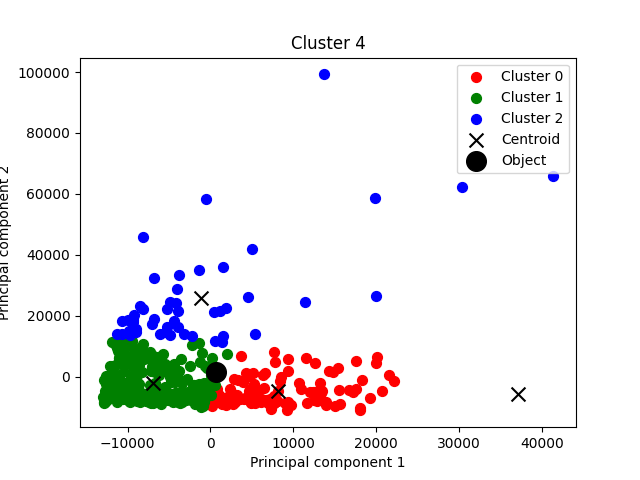 Cluster 4
100000
80000
60000
40000
20000
0
Principal component 2
Cluster 0
Cluster 1
Cluster 2
Centroid
Object
−10000
0
10000
20000
30000
40000
Principal component 1